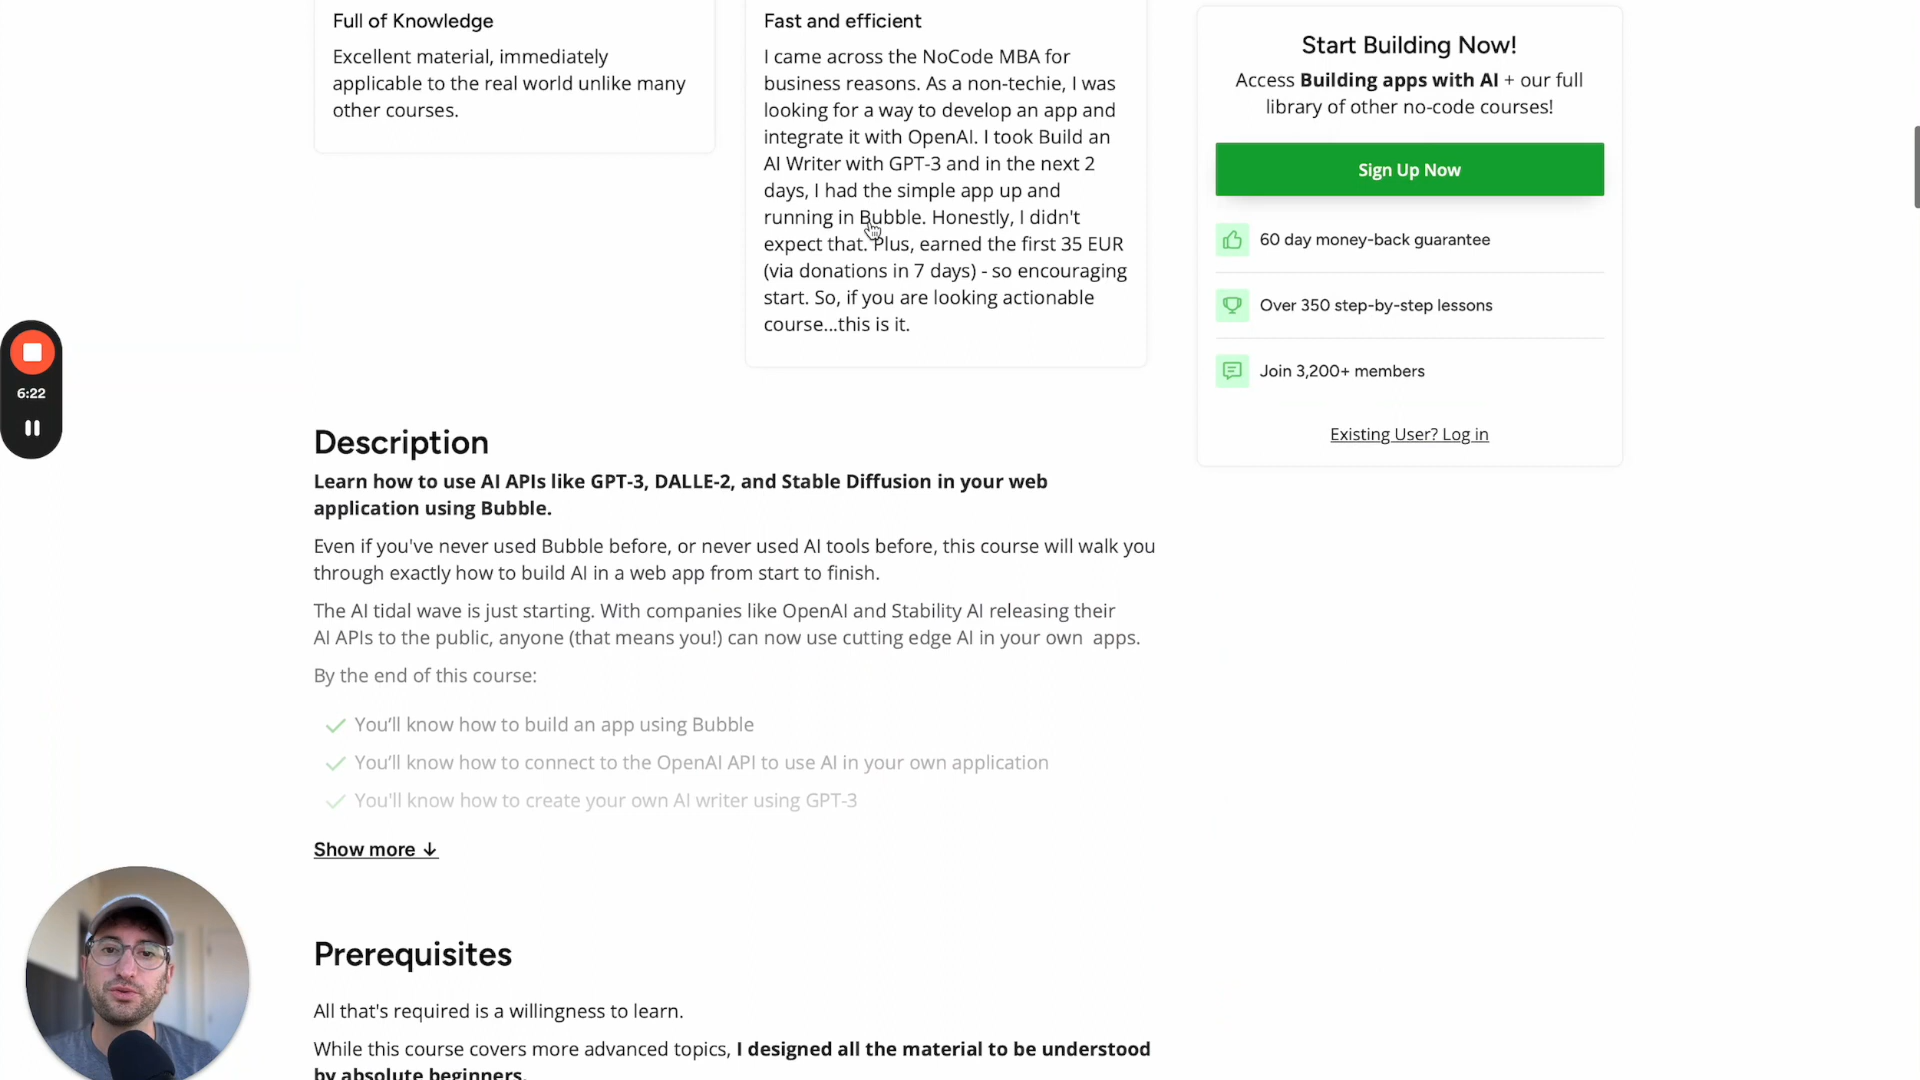 Full of Knowledge
Excellent material, immediately
applicable to the real world unlike many
other courses.
Fast and efficient
I came across the NoCode MBA for
business reasons. As a non-techie, I was
looking for a way to develop an app and
integrate it with OpenAI. I took Build an
AI Writer with GPT-3 and in the next 2
days, I had the simple app up and
running in Bubble. Honestly, I didn't
expect that. Plus, earned the first 35 EUR
(via donations in 7 days) - so encouraging
start. So, if you are looking actionable
course...this is it.
Start Building Now!
Access Building apps with AI + our full
library of other no-code courses!
Sign Up Now
60 day money-back guarantee
Over 350 step-by-step lessons
Join 3,200+ members
Existing User? Log in
6:22
Description
Learn how to use AI APIs like GPT-3, DALLE-2, and Stable Diffusion in your web
application using Bubble.
Even if you've never used Bubble before, or never used AI tools before, this course will walk you
through exactly how to build AI in a web app from start to finish.
The AI tidal wave is just starting. With companies like OpenAI and Stability AI releasing their
AI APIs to the public, anyone (that means you!) can now use cutting edge AI in your own apps.
By the end of this course:
You’ll know how to build an app using Bubble
You’ll know how to connect to the OpenAI API to use AI in your own application
You'll know how to create your own AI writer using GPT-3
Show more ↓
Prerequisites
All that's required is a willingness to learn.
While this course covers more advanced topics, I designed all the material to be understood
by absolute beginners.